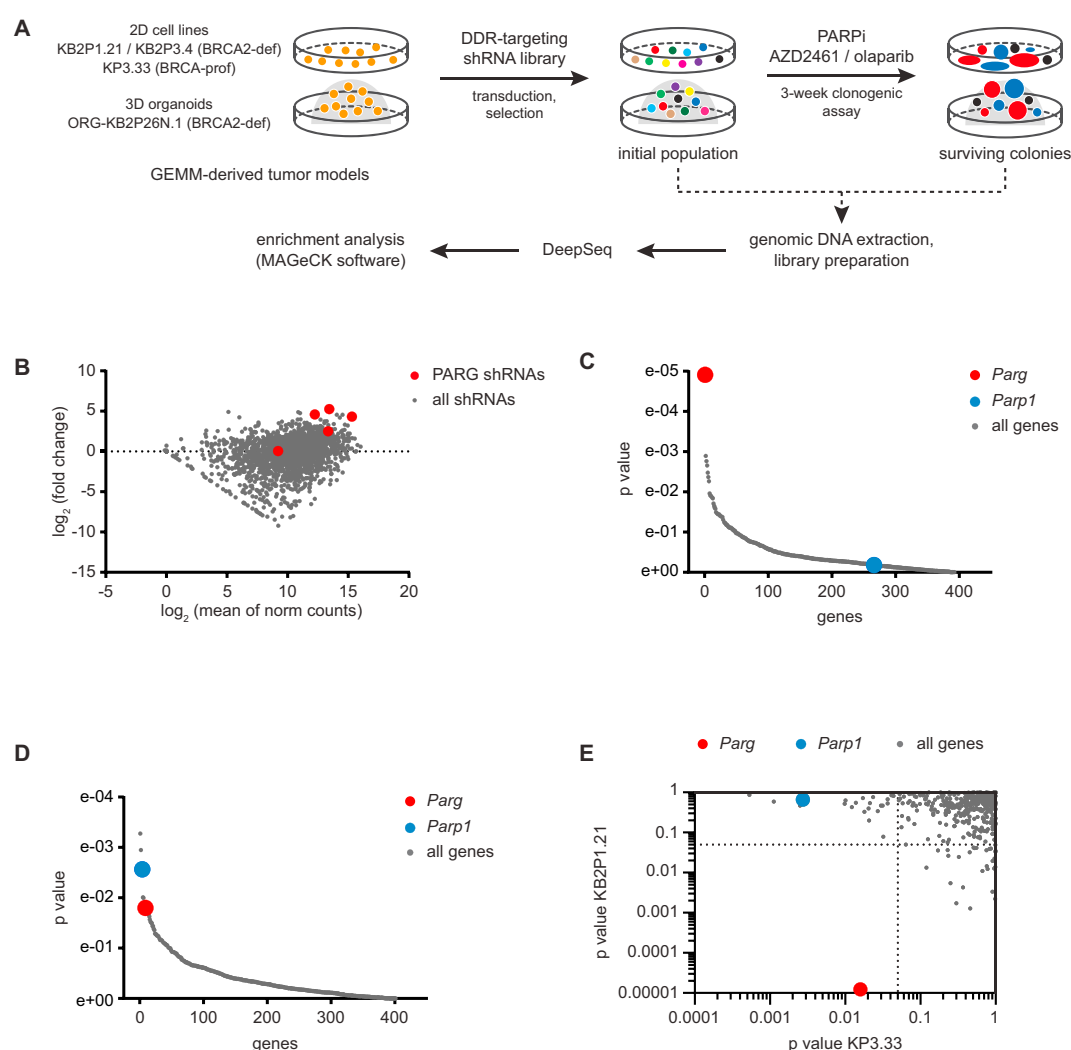 A
2D cell lines
KB2P1.21 / KB2P3.4 (BRCA2-def)
KP3.33 (BRCA-prof)
3D organoids
ORG-KB2P26N.1 (BRCA2-def)
GEMM-derived tumor models
DDR-targeting
shRNA library
transduction,
selection
initial population
PARPi
AZD2461 / olaparib
3-week clonogenic
assay
surviving colonies
genomic DNA extraction,
library preparation
DeepSeq
enrichment analysis
(MAGeCK software)
B
log2 (fold change)
10
5
0
-5
-10
-15
-5 0 5 10 15 20
log2 (mean of norm counts)
PARG shRNAs
all shRNAs
C
p value
e-05
e-04
e-03
e-02
e-01
e+00
0 100 200 300 400
genes
Parg
Parp1
all genes
D
p value
e-04
e-03
e-02
e-01
e+00
0 100 200 300 400
genes
Parg
Parp1
all genes
E
Parg Parp1 all genes
p value KB2P1.21
1
0.1
0.01
0.001
0.0001
0.00001
0.0001 0.001 0.01 0.1 1
p value KP3.33